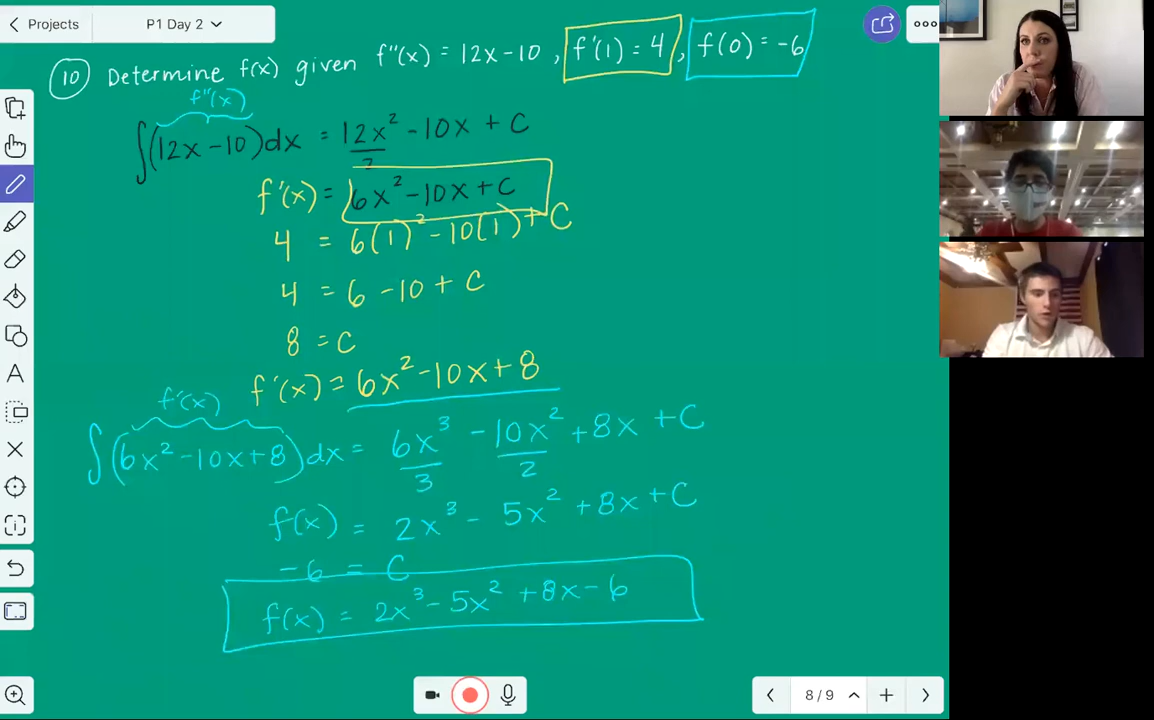 Projects
P1 Day 2
10 Determine f(x) given f''(x) = 12x-10, f'(1) = 4, f(0) = -6
f''(x)
∫(12x-10)dx = 12x²/2 - 10x + C
f'(x) = 6x² - 10x + C
4 = 6(1)² - 10(1) + C
4 = 6 - 10 + C
8 = C
f'(x) = 6x² - 10x + 8
f'(x)
∫(6x² - 10x + 8)dx = 6x³/3 - 10x²/2 + 8x + C
f(x) = 2x³ - 5x² + 8x + C
-6 = C
f(x) = 2x³ - 5x² + 8x - 6
8 / 9